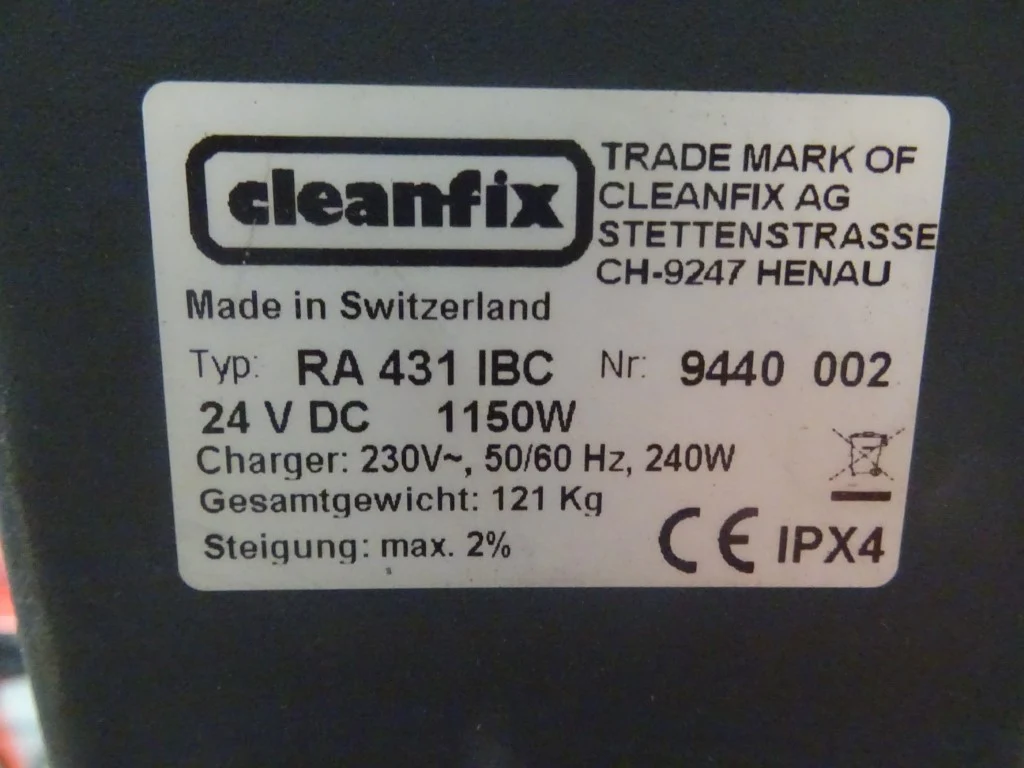 cleanfix
TRADE MARK OF
CLEANFIX AG
STETTENSTRASSE
CH-9247 HENAU
Made in Switzerland
Typ: RA 431 IBC Nr: 9440 002
24 V DC 1150W
Charger: 230V~, 50/60 Hz, 240W
Gesamtgewicht: 121 Kg
Steigung: max. 2%
CE IPX4